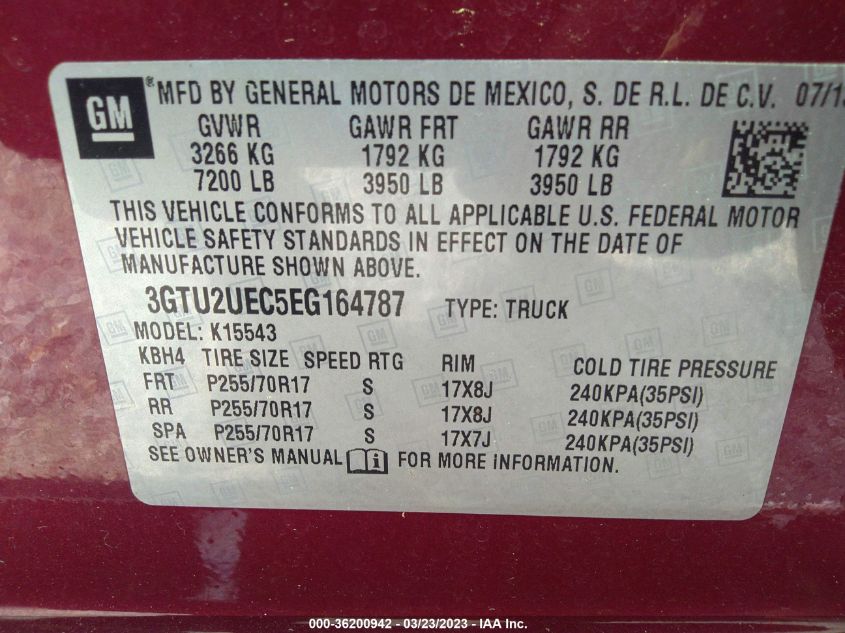 GM ® MFD BY GENERAL MOTORS DE MEXICO, S. DE R.L. DE C.V. 07/13
GVWR GAWR FRT GAWR RR
3266 KG 1792 KG 1792 KG
7200 LB 3950 LB 3950 LB
THIS VEHICLE CONFORMS TO ALL APPLICABLE U.S. FEDERAL MOTOR
VEHICLE SAFETY STANDARDS IN EFFECT ON THE DATE OF
MANUFACTURE SHOWN ABOVE.
3GTU2UEC5EG164787 TYPE: TRUCK
MODEL: K15543
KBH4 TIRE SIZE SPEED RTG RIM COLD TIRE PRESSURE
FRT P255/70R17 S 17X8J 240KPA(35PSI)
RR P255/70R17 S 17X8J 240KPA(35PSI)
SPA P255/70R17 S 17X7J 240KPA(35PSI)
SEE OWNER'S MANUAL FOR MORE INFORMATION.
000-36200942 - 03/23/2023 - IAA Inc.